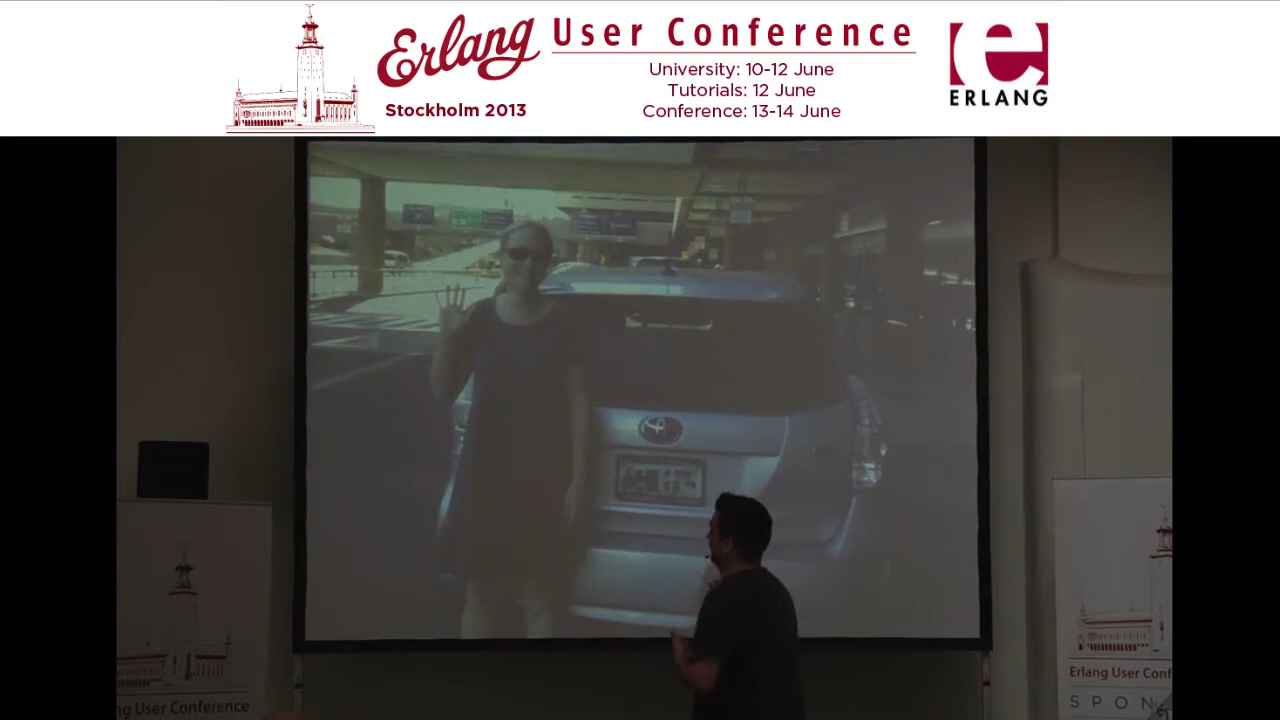 Erlang User Conference
Stockholm 2013
University: 10-12 June
Tutorials: 12 June
Conference: 13-14 June
e
ERLANG
ng User Conference
Erlang User Conf
SPON